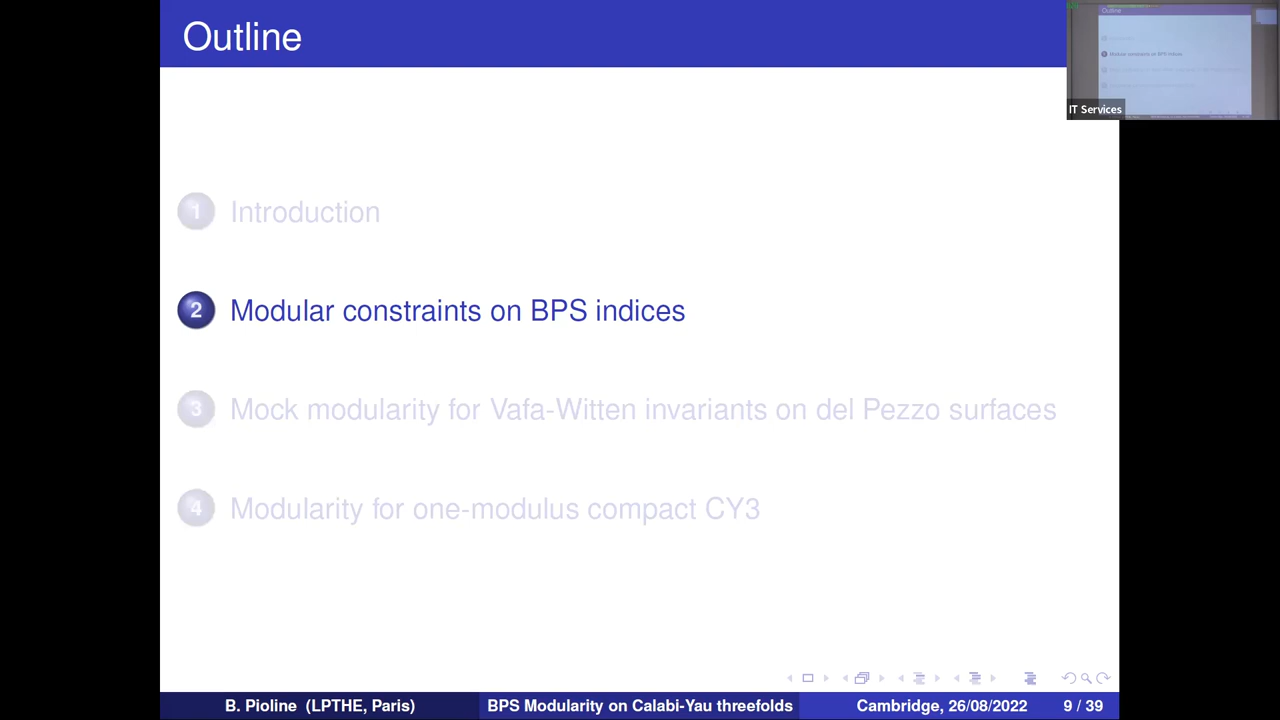 Outline
IT Services
1 Introduction
2 Modular constraints on BPS indices
3 Mock modularity for Vafa-Witten invariants on del Pezzo surfaces
4 Modularity for one-modulus compact CY3
B. Pioline (LPTHE, Paris) BPS Modularity on Calabi-Yau threefolds Cambridge, 26/08/2022 9 / 39